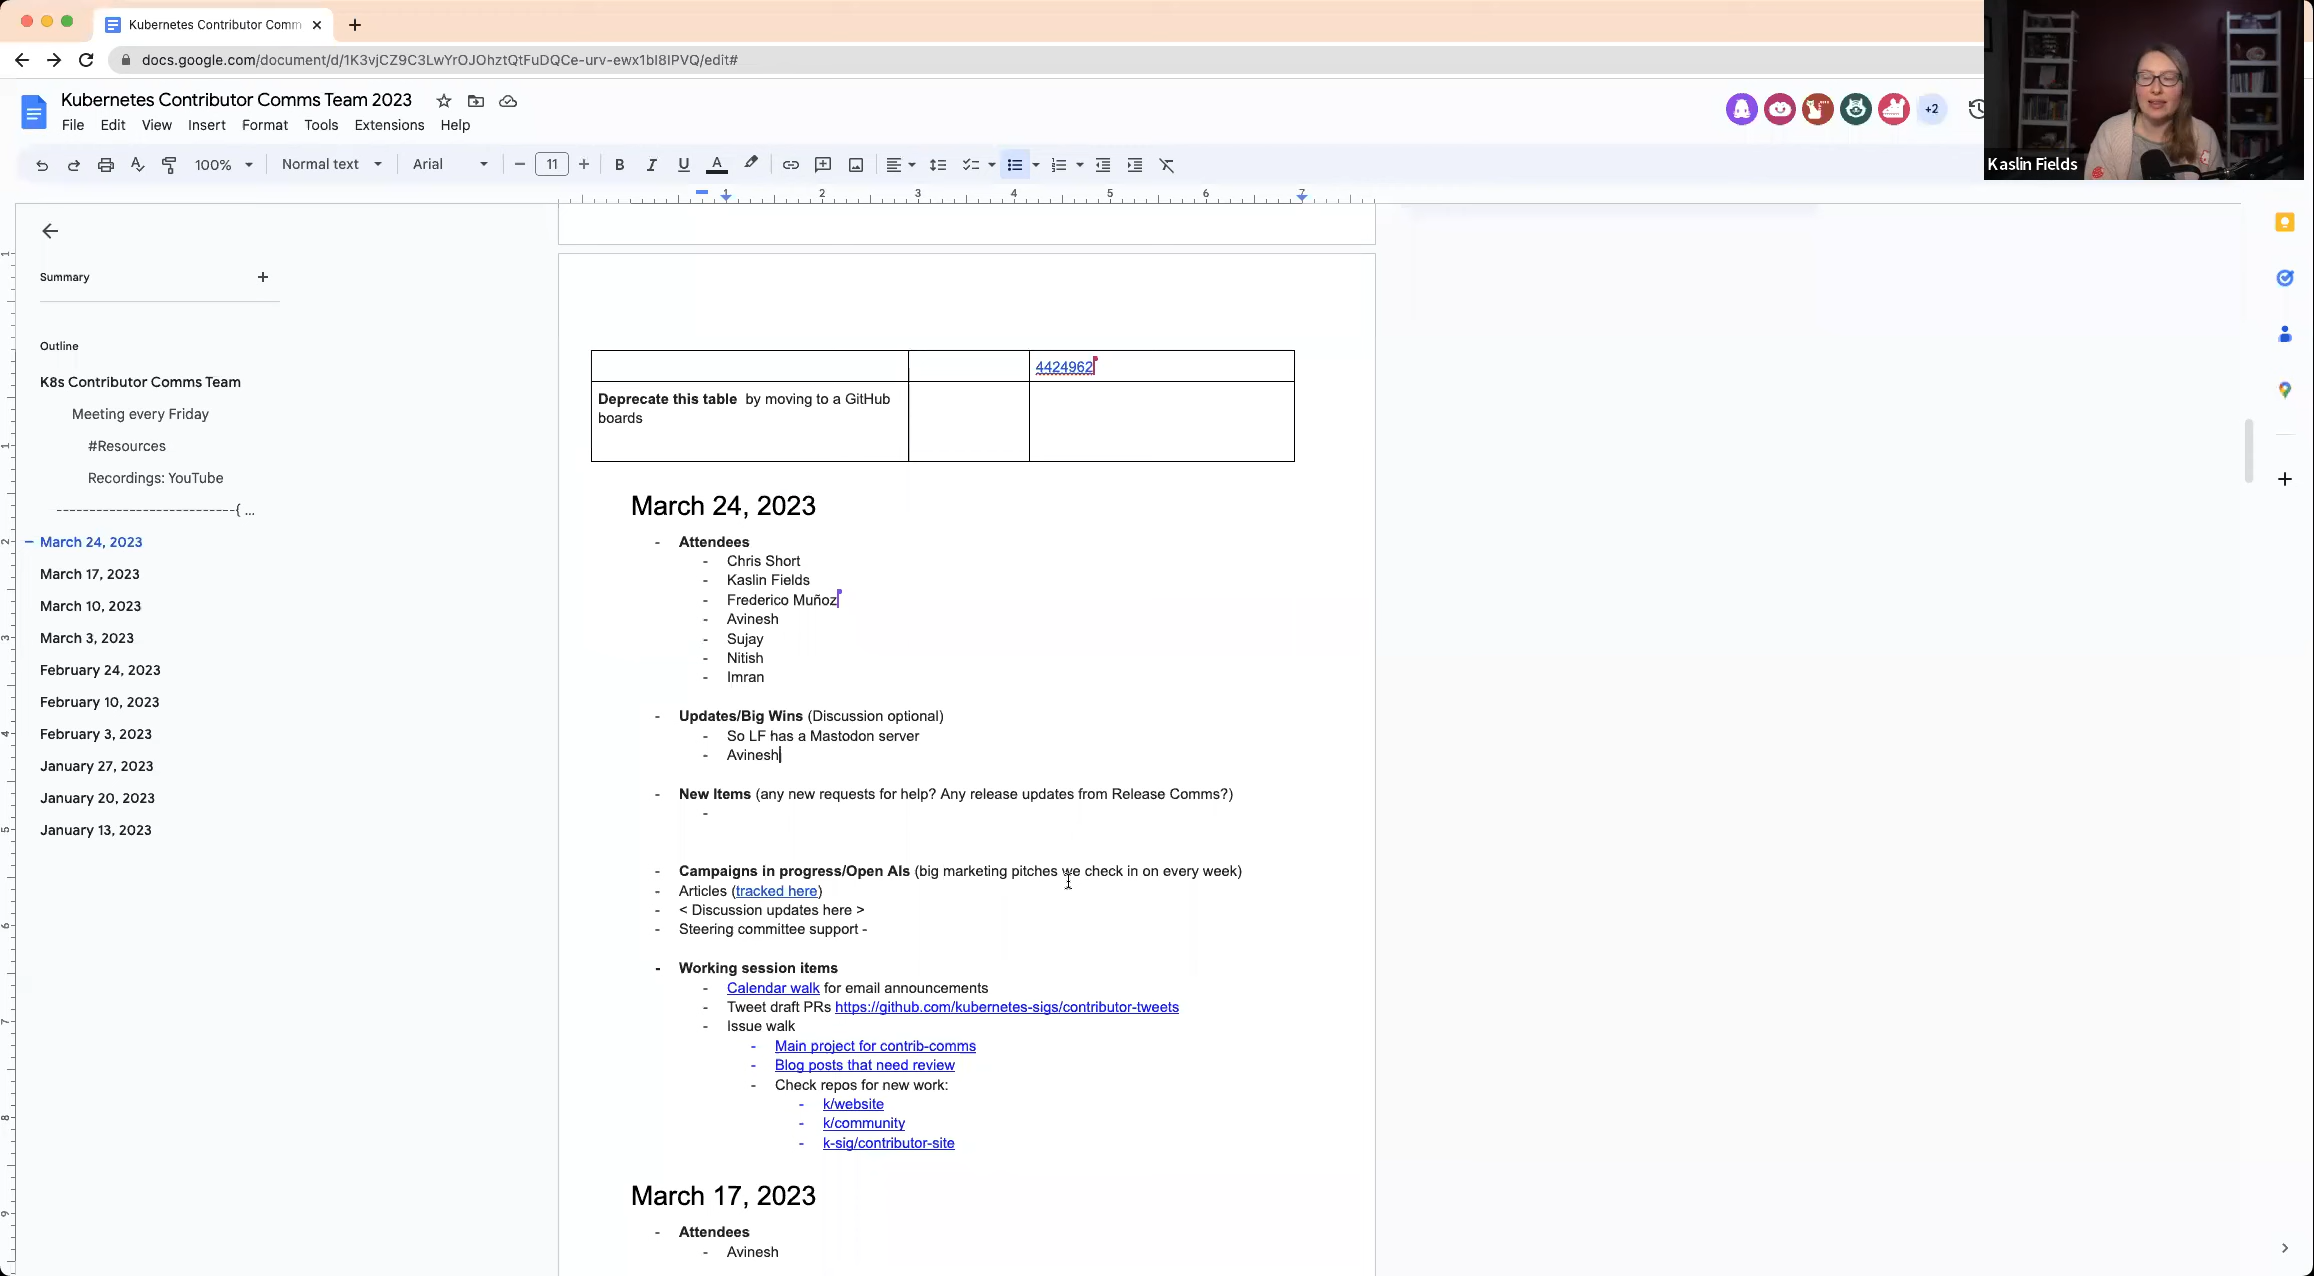 Kubernetes Contributor Comm
docs.google.com/document/d/1K3vjCZ9C3LwYrOJOhztQtFuDQCe-urv-ewx1bI8IPVQ/edit#
Kubernetes Contributor Comms Team 2023
File Edit View Insert Format Tools Extensions Help
+2
Kaslin Fields
100% Normal text Arial 11
1 2 3 4 5 6 7
Summary
Outline
K8s Contributor Comms Team
Meeting every Friday
#Resources
Recordings: YouTube
---------------------------{ ...
March 24, 2023
March 17, 2023
March 10, 2023
March 3, 2023
February 24, 2023
February 10, 2023
February 3, 2023
January 27, 2023
January 20, 2023
January 13, 2023
4424962
Deprecate this table by moving to a GitHub
boards
March 24, 2023
- Attendees
- Chris Short
- Kaslin Fields
- Frederico Muñoz
- Avinesh
- Sujay
- Nitish
- Imran
- Updates/Big Wins (Discussion optional)
- So LF has a Mastodon server
- Avinesh
- New Items (any new requests for help? Any release updates from Release Comms?)
-
- Campaigns in progress/Open AIs (big marketing pitches we check in on every week)
- Articles (tracked here)
- < Discussion updates here >
- Steering committee support -
- Working session items
- Calendar walk for email announcements
- Tweet draft PRs https://github.com/kubernetes-sigs/contributor-tweets
- Issue walk
- Main project for contrib-comms
- Blog posts that need review
- Check repos for new work:
- k/website
- k/community
- k-sig/contributor-site
March 17, 2023
- Attendees
- Avinesh